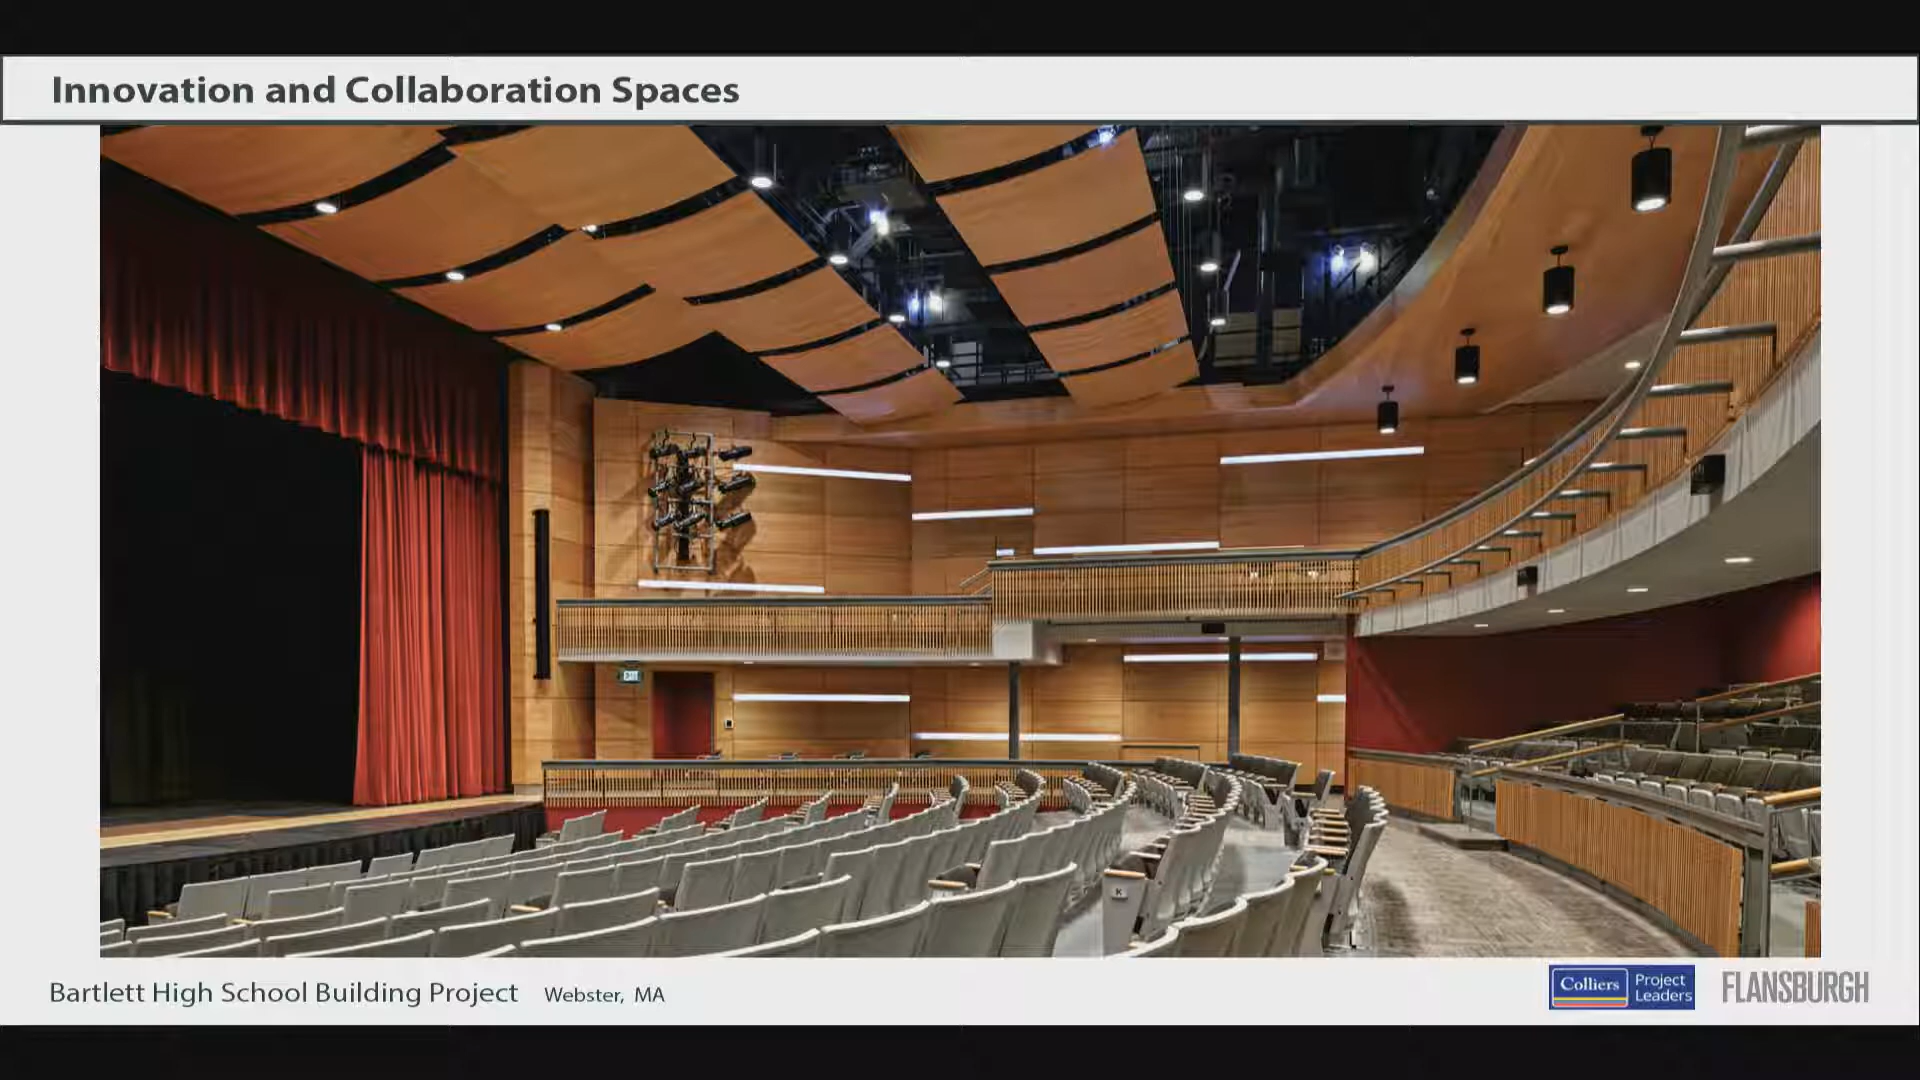 Innovation and Collaboration Spaces
K
Bartlett High School Building Project Webster, MA
Colliers
Project
Leaders
FLANSBURGH